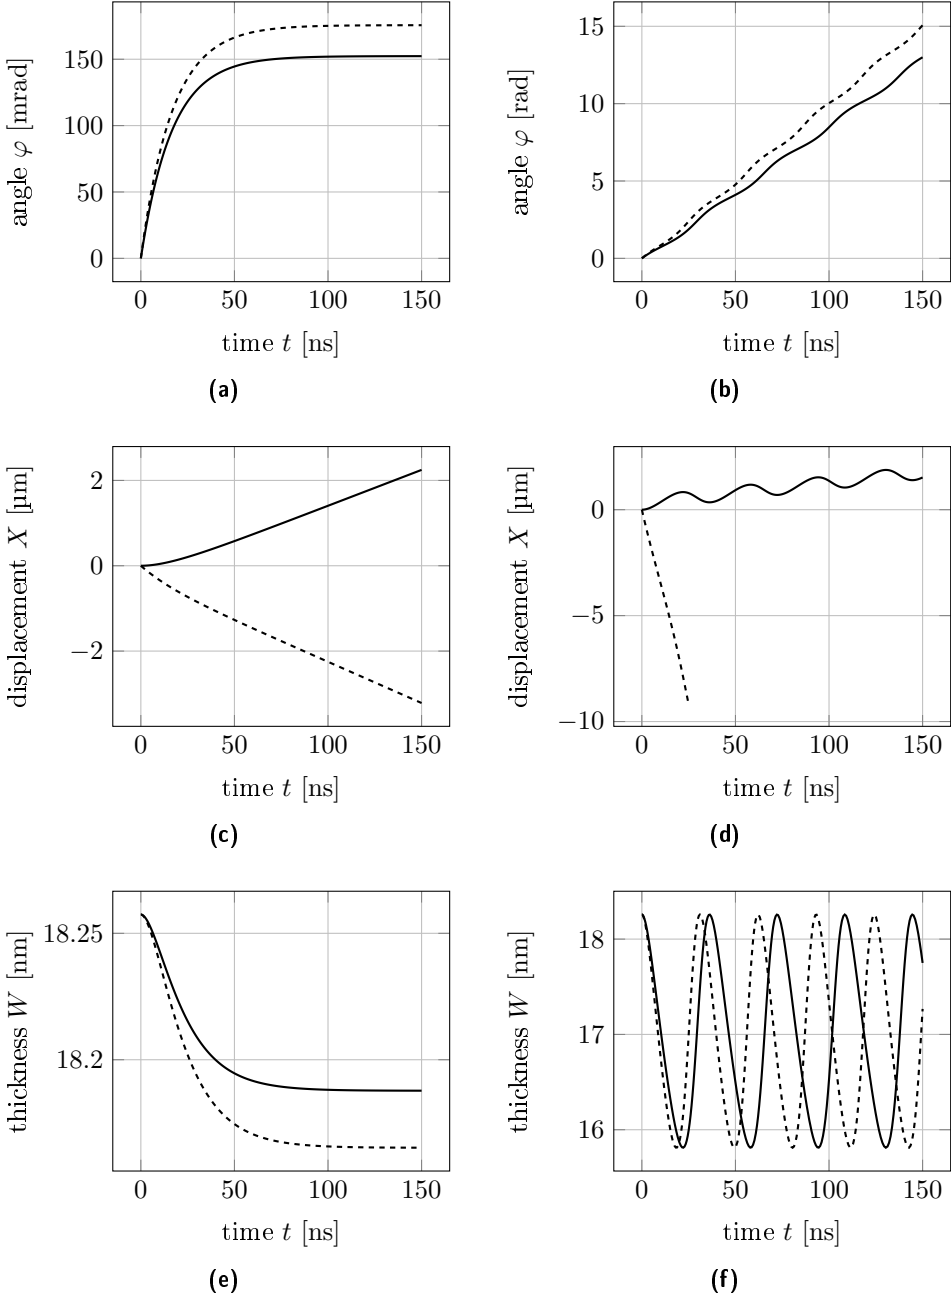 angle φ [mrad]
150
100
50
0
0 50 100 150
time t [ns]
(a)
angle φ [rad]
15
10
5
0
0 50 100 150
time t [ns]
(b)
displacement X [µm]
2
0
−2
0 50 100 150
time t [ns]
(c)
displacement X [µm]
0
−5
−10
0 50 100 150
time t [ns]
(d)
thickness W [nm]
18.25
18.2
0 50 100 150
time t [ns]
(e)
thickness W [nm]
18
17
16
0 50 100 150
time t [ns]
(f)